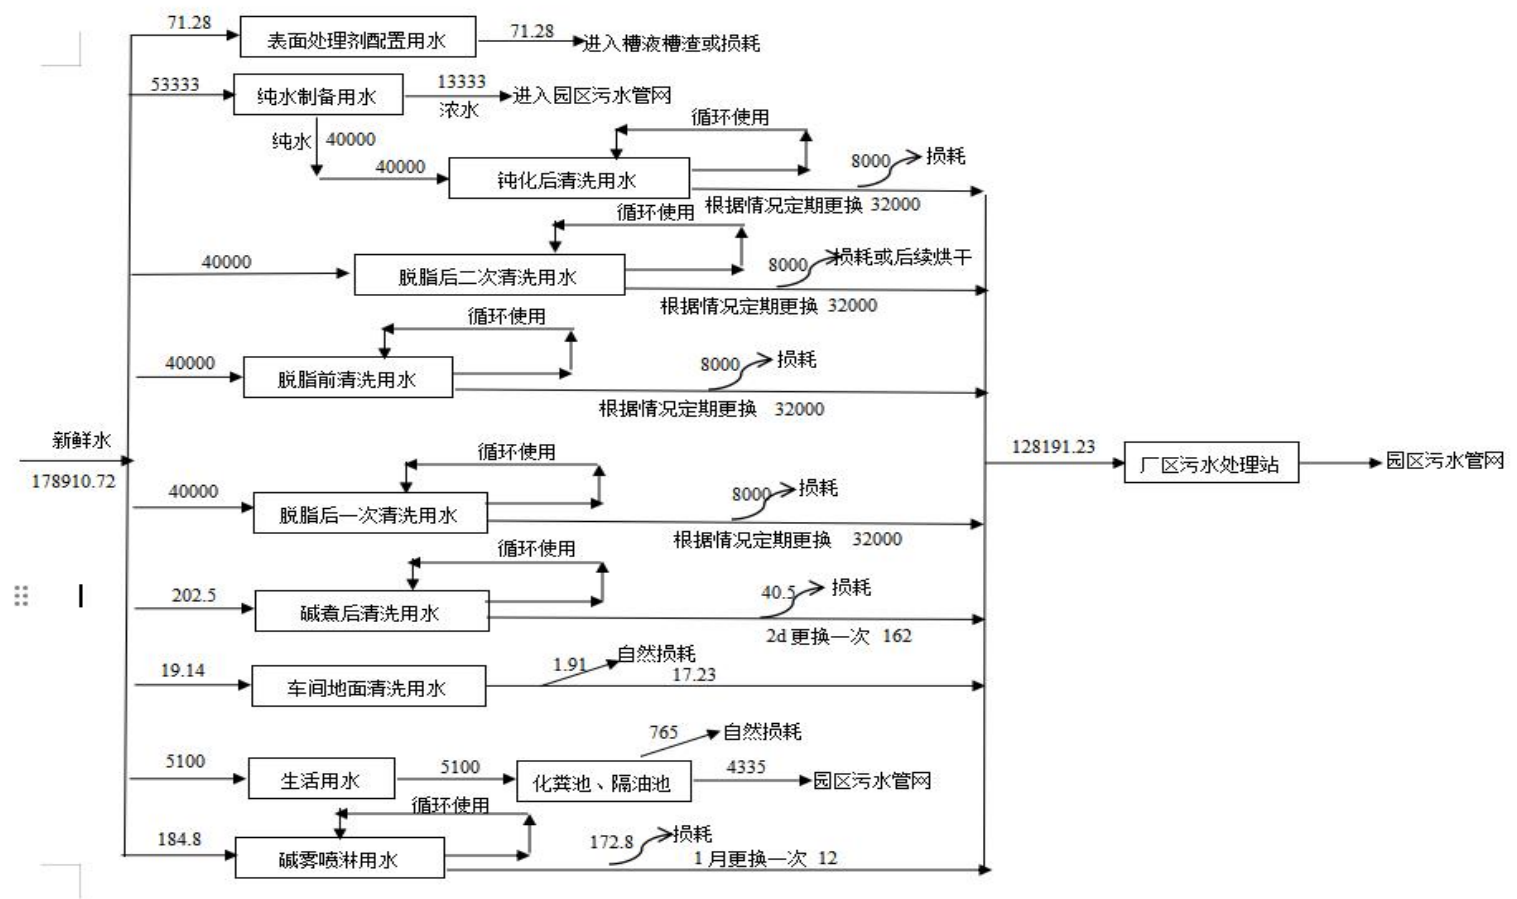 71.28
表面处理剂配置用水
71.28
进入槽液槽渣或损耗
53333
纯水制备用水
13333
浓水
进入园区污水管网
纯水
40000
循环使用
40000
钝化后清洗用水
8000
损耗
根据情况定期更换 32000
循环使用
40000
脱脂后二次清洗用水
8000
损耗或后续烘干
根据情况定期更换 32000
循环使用
40000
脱脂前清洗用水
8000
损耗
根据情况定期更换 32000
新鲜水
178910.72
循环使用
40000
脱脂后一次清洗用水
8000
损耗
根据情况定期更换 32000
128191.23
厂区污水处理站
园区污水管网
循环使用
202.5
碱煮后清洗用水
40.5
损耗
2d 更换一次 162
19.14
车间地面清洗用水
1.91
自然损耗
17.23
5100
生活用水
5100
化粪池、隔油池
765
自然损耗
4335
园区污水管网
循环使用
184.8
碱雾喷淋用水
172.8
损耗
1 月更换一次 12